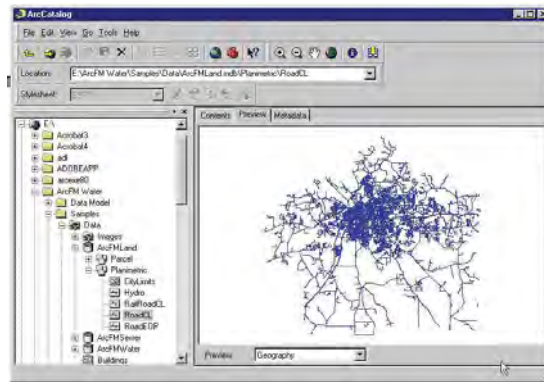 ArcCatalog
File Edit View Go Tools Help
Location: E:\ArcFM Water\Samples\Data\ArcFMLand.mdb\Planimetric\RoadCL
Stylesheet:
Contents Preview Metadata
E:\
Acrobat3
Acrobat4
adl
ADOBEAPP
arcexe80
ArcFM Water
Data Model
Samples
Data
Images
ArcFMLand
Parcel
Planimetric
CityLimits
Hydro
RailRoadCL
RoadCL
RoadEOP
ArcFMServer
ArcFMWater
Buildings
Preview: Geography